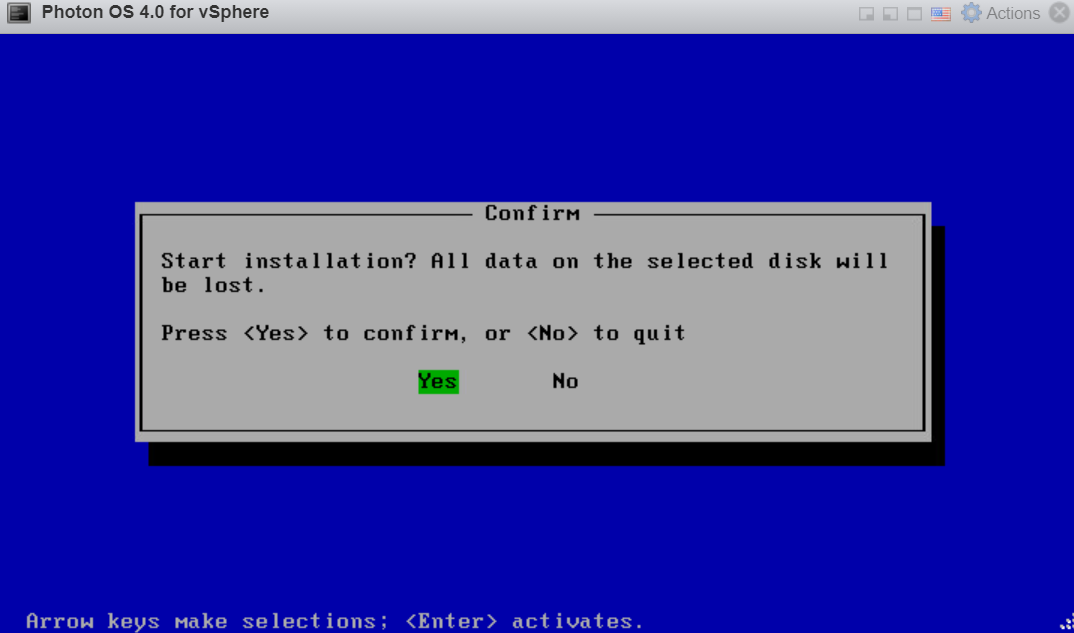 Photon OS 4.0 for vSphere
Actions
Confirm
Start installation? All data on the selected disk will
be lost.
Press <Yes> to confirm, or <No> to quit
Yes No
Arrow keys make selections; <Enter> activates.